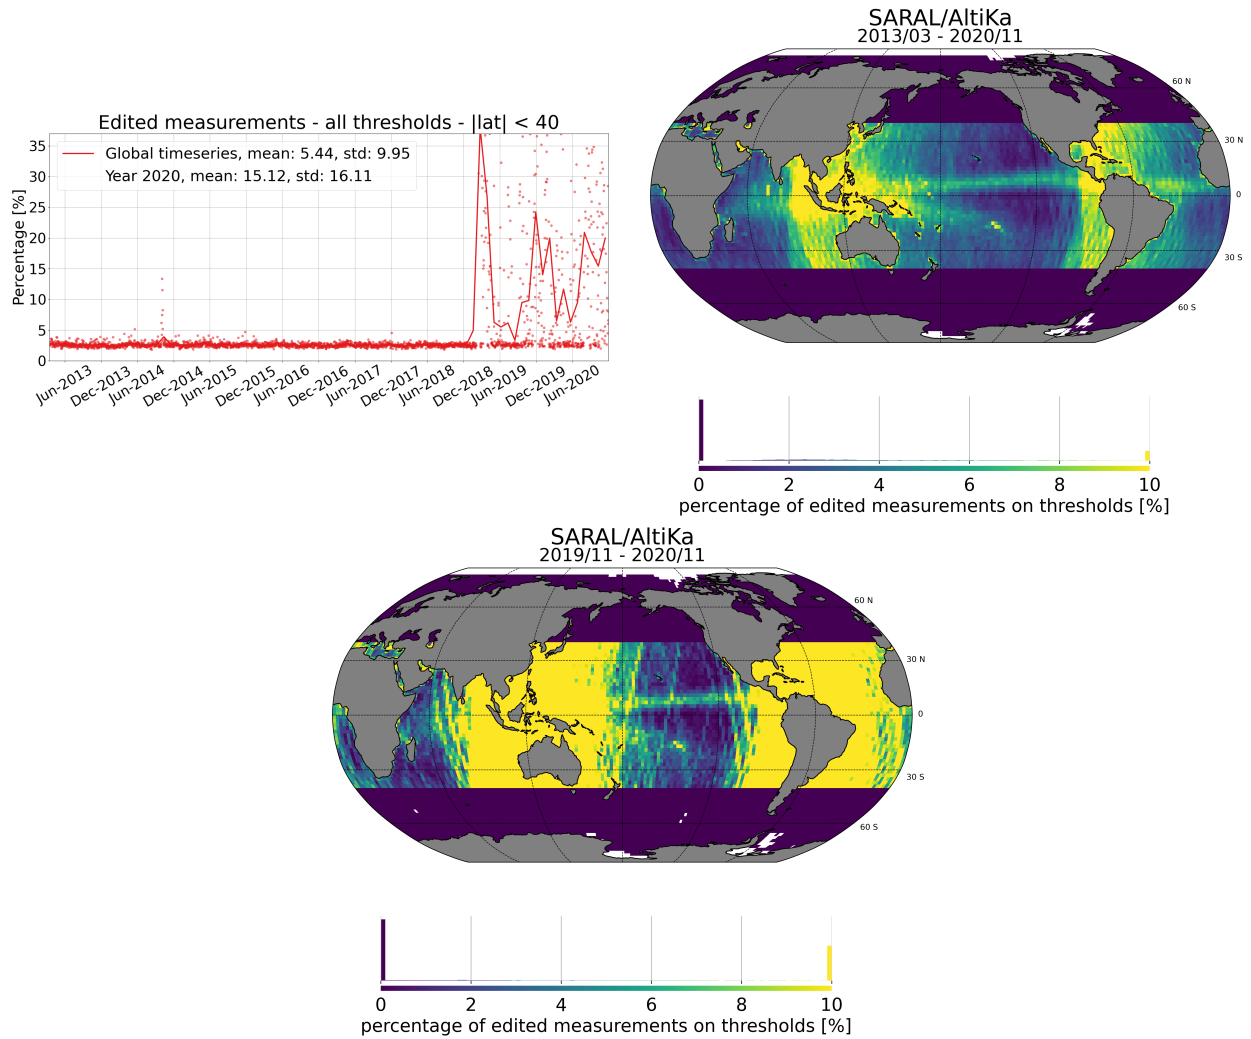 Edited measurements - all thresholds - ||lat| < 40
Percentage [%]
35
30
25
20
15
10
5
0
Global timeseries, mean: 5.44, std: 9.95
Year 2020, mean: 15.12, std: 16.11
Jun-2013
Dec-2013
Jun-2014
Dec-2014
Jun-2015
Dec-2015
Jun-2016
Dec-2016
Jun-2017
Dec-2017
Jun-2018
Dec-2018
Jun-2019
Dec-2019
Jun-2020
SARAL/AltiKa
2013/03 - 2020/11
60 N
30 N
0
30 S
60 S
0 2 4 6 8 10
percentage of edited measurements on thresholds [%]
SARAL/AltiKa
2019/11 - 2020/11
60 N
30 N
0
30 S
60 S
0 2 4 6 8 10
percentage of edited measurements on thresholds [%]